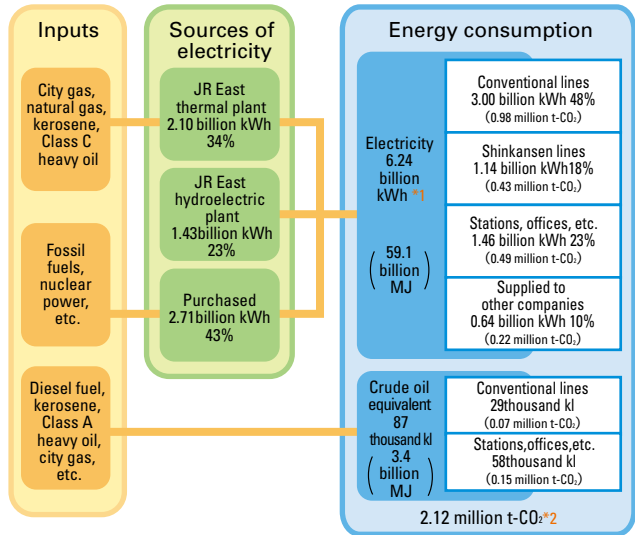 Inputs
City gas,
natural gas,
kerosene,
Class C
heavy oil
Fossil
fuels,
nuclear
power,
etc.
Diesel fuel,
kerosene,
Class A
heavy oil,
city gas,
etc.
Sources of
electricity
JR East
thermal plant
2.10 billion kWh
34%
JR East
hydroelectric
plant
1.43billion kWh
23%
Purchased
2.71billion kWh
43%
Energy consumption
Electricity
6.24
billion
kWh *1
(59.1
billion
MJ)
Conventional lines
3.00 billion kWh 48%
(0.98 million t-CO₂)
Shinkansen lines
1.14 billion kWh18%
(0.43 million t-CO₂)
Stations, offices, etc.
1.46 billion kWh 23%
(0.49 million t-CO₂)
Supplied to
other companies
0.64 billion kWh 10%
(0.22 million t-CO₂)
Crude oil
equivalent
87
thousand kl
(3.4
billion
MJ)
Conventional lines
29thousand kl
(0.07 million t-CO₂)
Stations,offices,etc.
58thousand kl
(0.15 million t-CO₂)
2.12 million t-CO₂*2